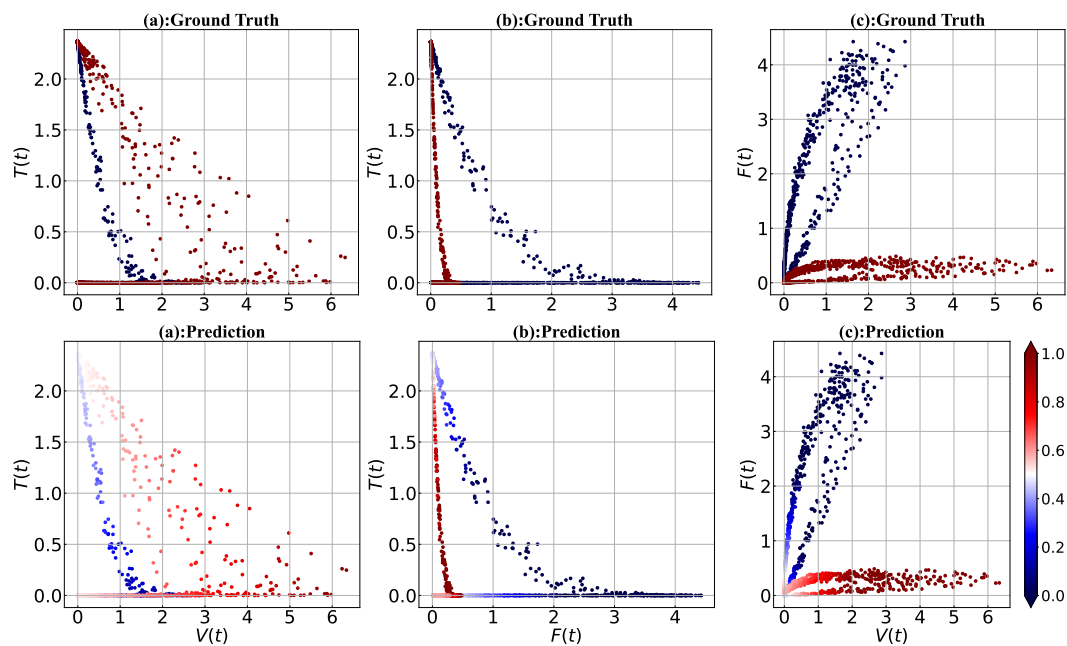 (a):Ground Truth (b):Ground Truth (c):Ground Truth
T(t) 2.0 1.5 1.0 0.5 0.0
0 1 2 3 4 5 6
T(t) 2.0 1.5 1.0 0.5 0.0
0 1 2 3 4
F(t) 4 3 2 1 0
0 1 2 3 4 5 6
(a):Prediction (b):Prediction (c):Prediction
T(t) 2.0 1.5 1.0 0.5 0.0
0 1 2 3 4 5 6
V(t)
T(t) 2.0 1.5 1.0 0.5 0.0
0 1 2 3 4
F(t)
F(t) 4 3 2 1 0
0 1 2 3 4 5 6
V(t)
1.0
0.8
0.6
0.4
0.2
0.0